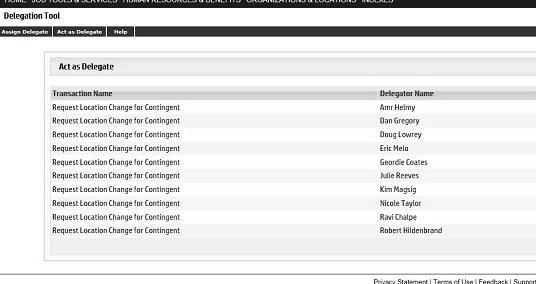 HOME JOB TOOLS & SERVICES HUMAN RESOURCES & BENEFITS ORGANIZATIONS & LOCATIONS INDEXES
Delegation Tool
Assign Delegate Act as Delegate Help
Act as Delegate
Transaction Name Delegator Name
Request Location Change for Contingent Amr Helmy
Request Location Change for Contingent Dan Gregory
Request Location Change for Contingent Doug Lowrey
Request Location Change for Contingent Eric Melo
Request Location Change for Contingent Geordie Coates
Request Location Change for Contingent Julie Reeves
Request Location Change for Contingent Kim Magsig
Request Location Change for Contingent Nicole Taylor
Request Location Change for Contingent Ravi Chalpe
Request Location Change for Contingent Robert Hildenbrand
Privacy Statement | Terms of Use | Feedback | Support